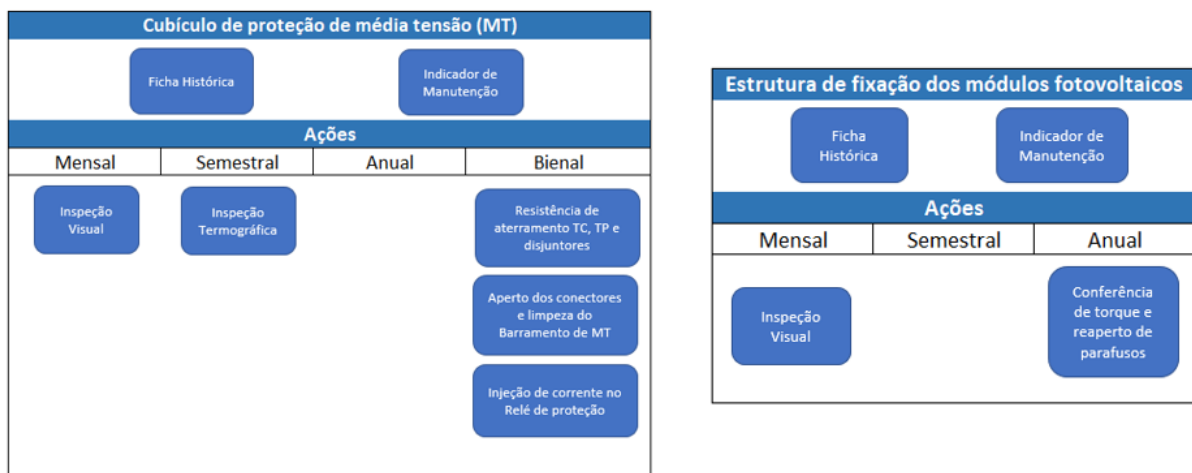 Cubículo de proteção de média tensão (MT)
Ficha Histórica
Indicador de
Manutenção
Ações
Mensal
Semestral
Anual
Bienal
Inspeção
Visual
Inspeção
Termográfica
Resistência de
aterramento TC, TP e
disjuntores
Aperto dos conectores
e limpeza do
Barramento de MT
Injeção de corrente no
Relé de proteção
Estrutura de fixação dos módulos fotovoltaicos
Ficha
Histórica
Indicador de
Manutenção
Ações
Mensal
Semestral
Anual
Inspeção
Visual
Conferência
de torque e
reaperto de
parafusos